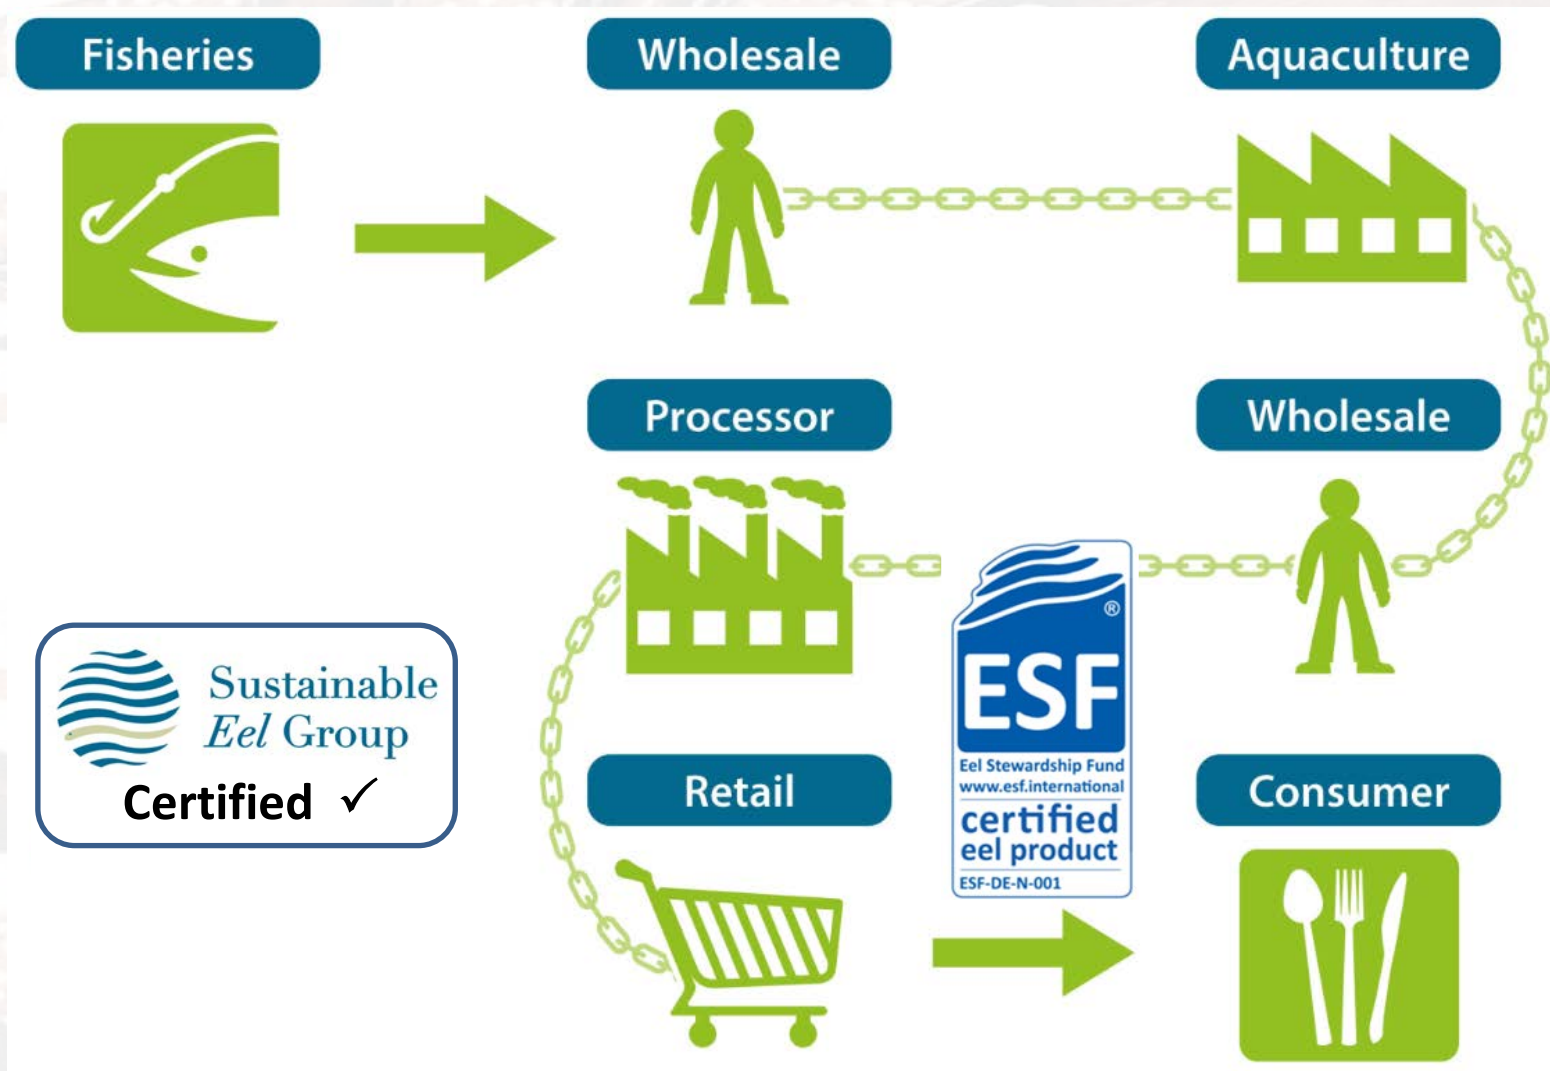 Fisheries
Wholesale
Aquaculture
Processor
Wholesale
Sustainable
Eel Group
Certified ✓
®
ESF
Eel Stewardship Fund
www.esf.international
certified
eel product
ESF-DE-N-001
Retail
Consumer